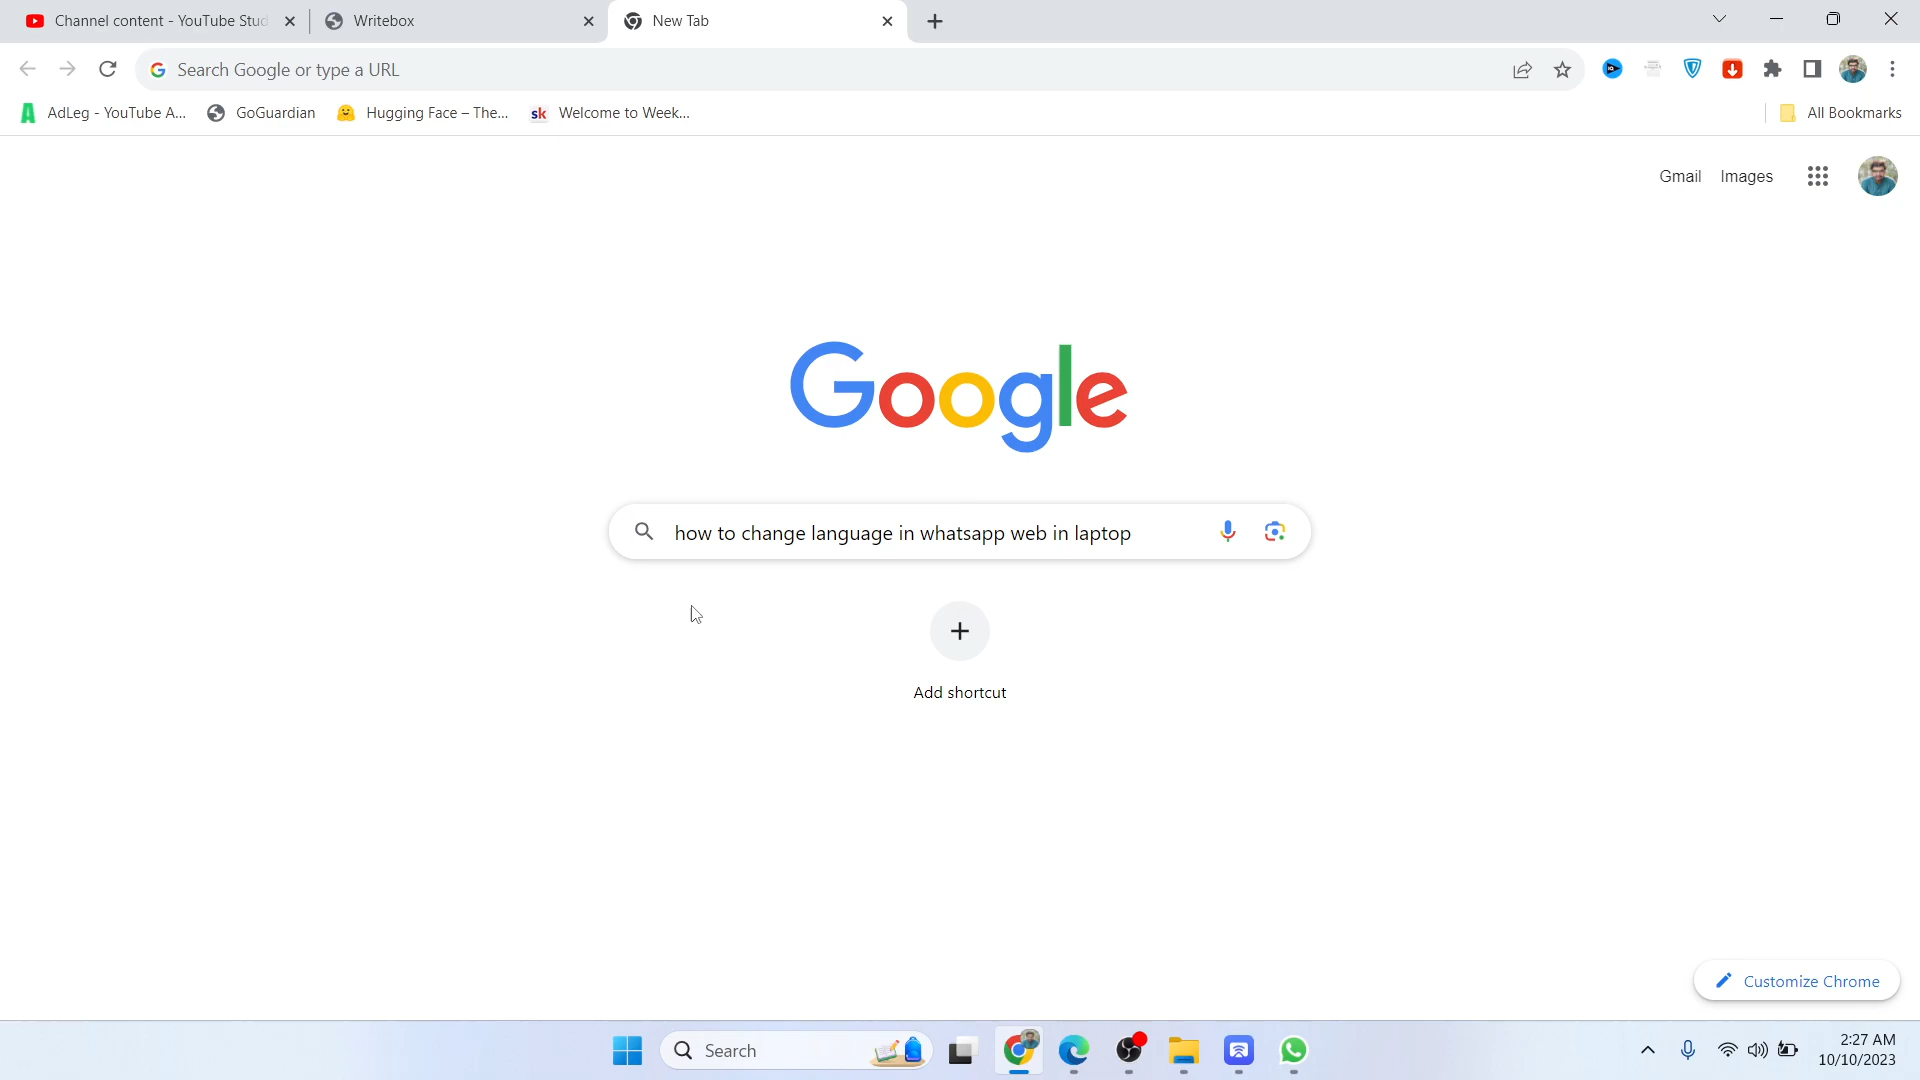 Channel content - YouTube Stud
Writebox
New Tab
Search Google or type a URL
AdLeg - YouTube A...
GoGuardian
Hugging Face – The...
sk Welcome to Week...
All Bookmarks
Gmail Images
Google
how to change language in whatsapp web in laptop
Add shortcut
Customize Chrome
Search
2:27 AM
10/10/2023